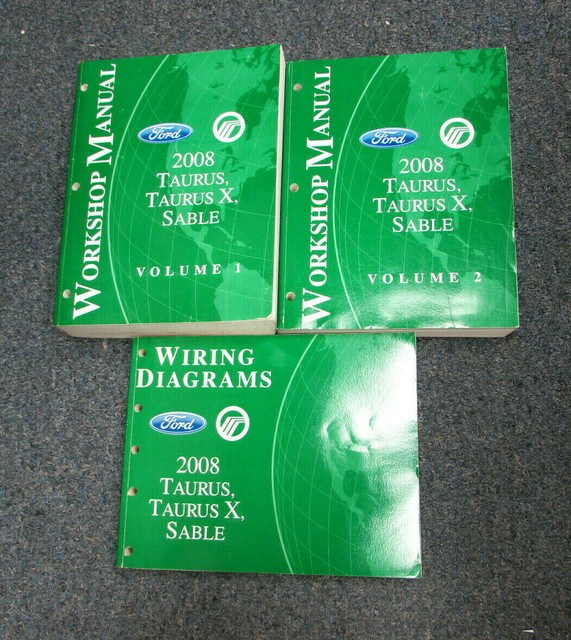 WORKSHOP MANUAL
Ford
2008
TAURUS,
TAURUS X,
SABLE
VOLUME 1
WORKSHOP MANUAL
Ford
2008
TAURUS,
TAURUS X,
SABLE
VOLUME 2
WIRING
DIAGRAMS
Ford
2008
TAURUS,
TAURUS X,
SABLE